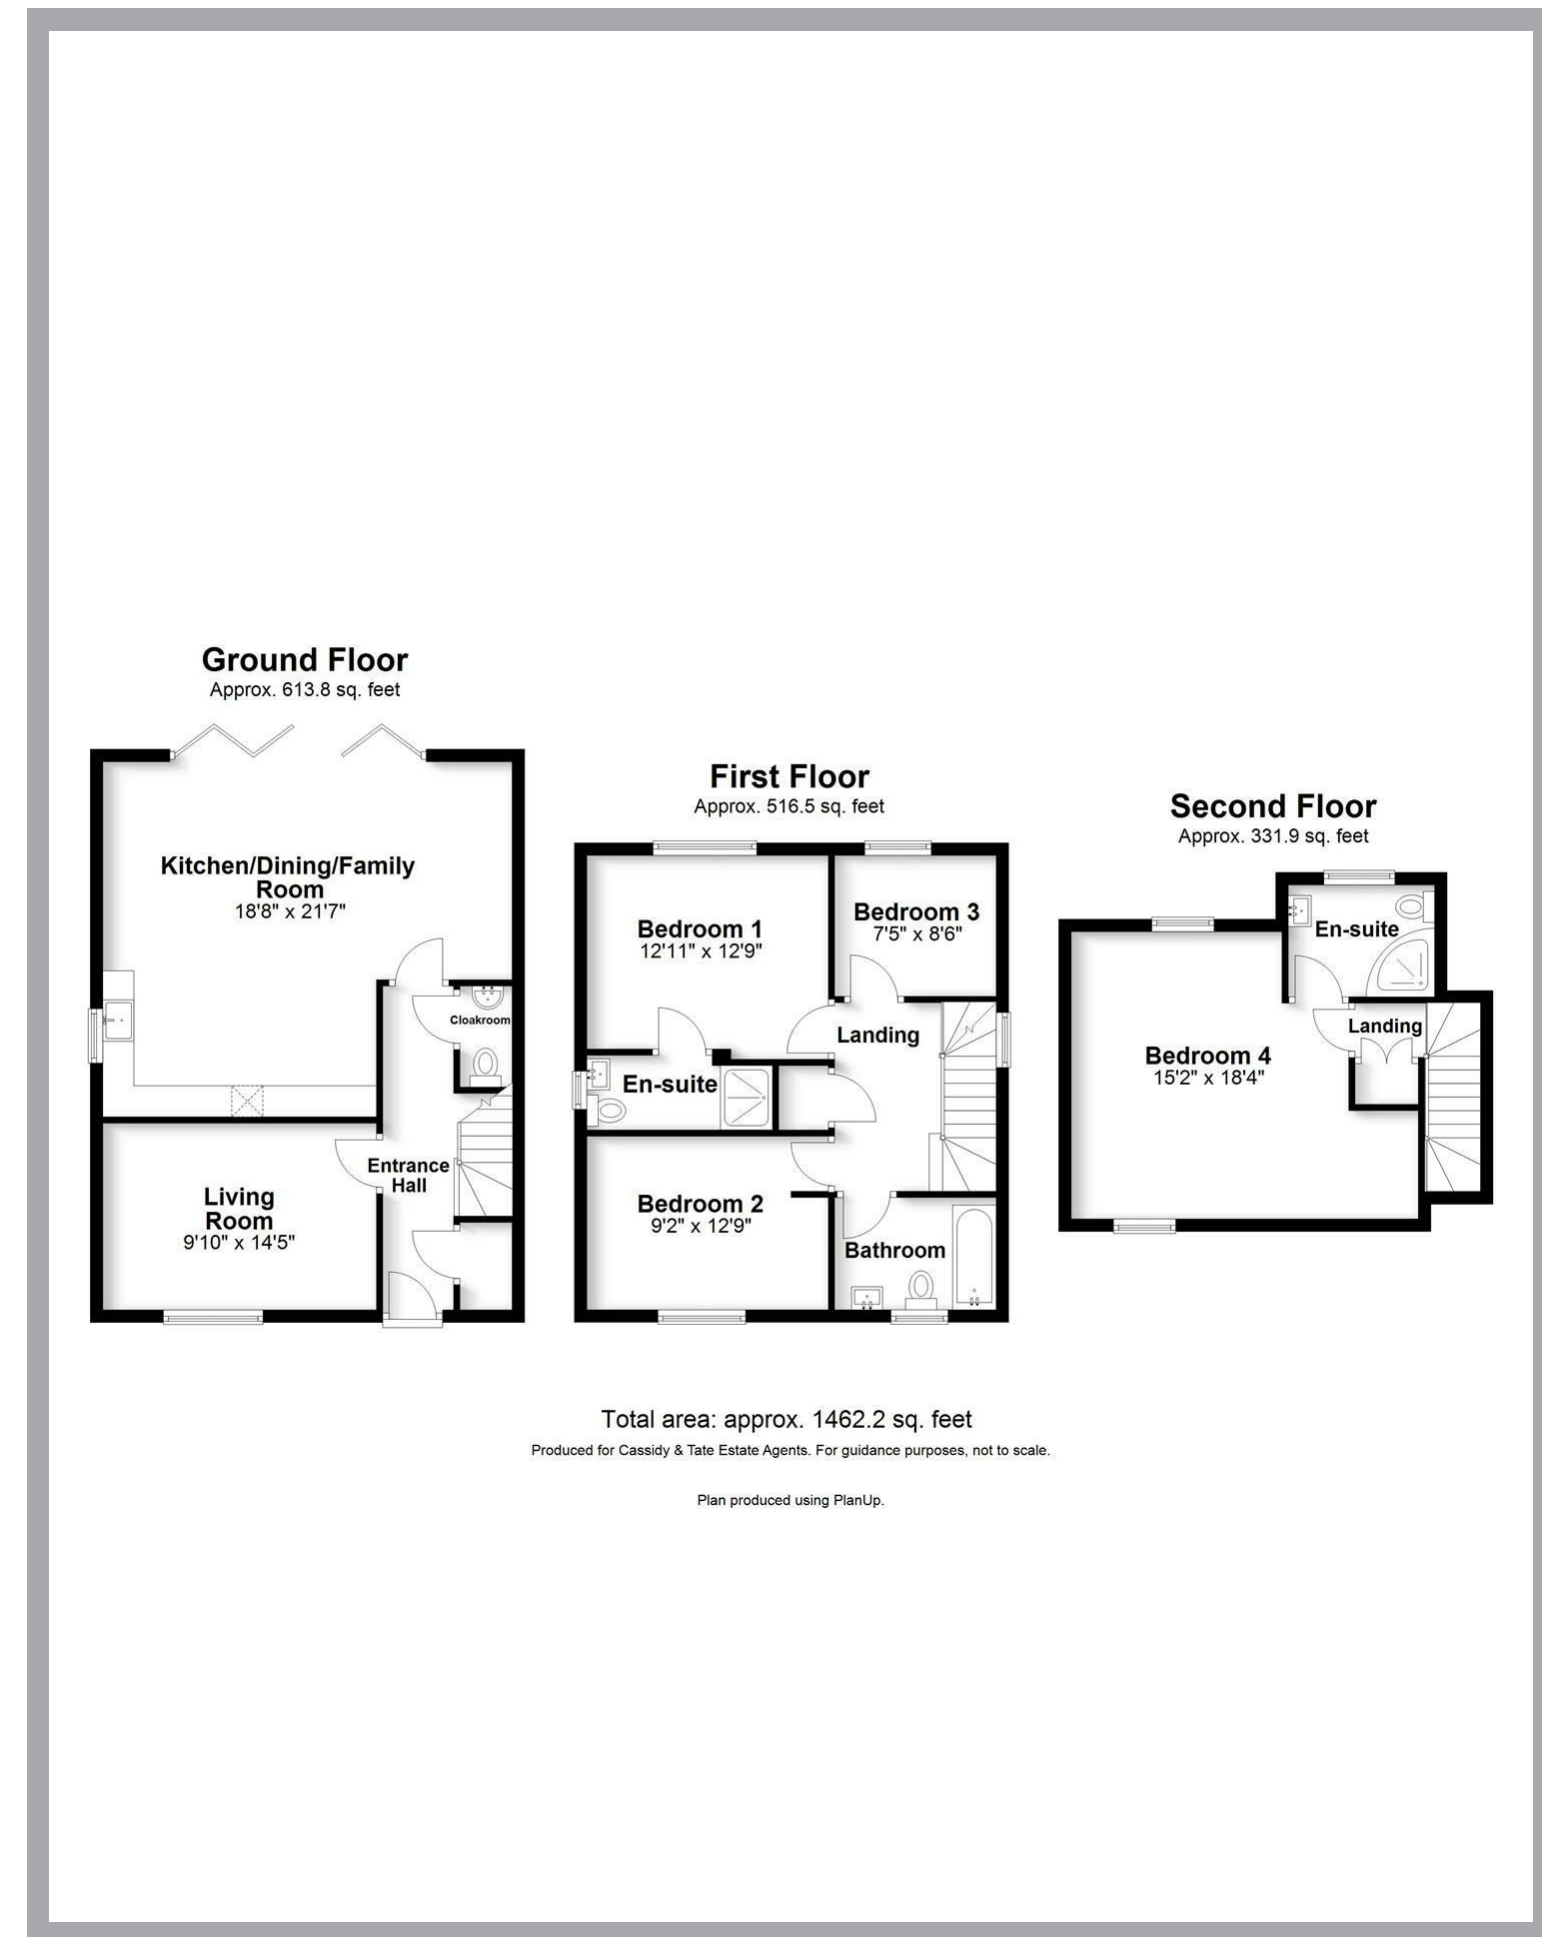 Ground Floor
Approx. 613.8 sq. feet
Kitchen/Dining/Family
Room
18'8" x 21'7"
Cloakroom
Entrance
Hall
Living
Room
9'10" x 14'5"
First Floor
Approx. 516.5 sq. feet
Bedroom 1
12'11" x 12'9"
Bedroom 3
7'5" x 8'6"
Landing
En-suite
Bedroom 2
9'2" x 12'9"
Bathroom
Second Floor
Approx. 331.9 sq. feet
En-suite
Landing
Bedroom 4
15'2" x 18'4"
Total area: approx. 1462.2 sq. feet
Produced for Cassidy & Tate Estate Agents. For guidance purposes, not to scale.
Plan produced using PlanUp.